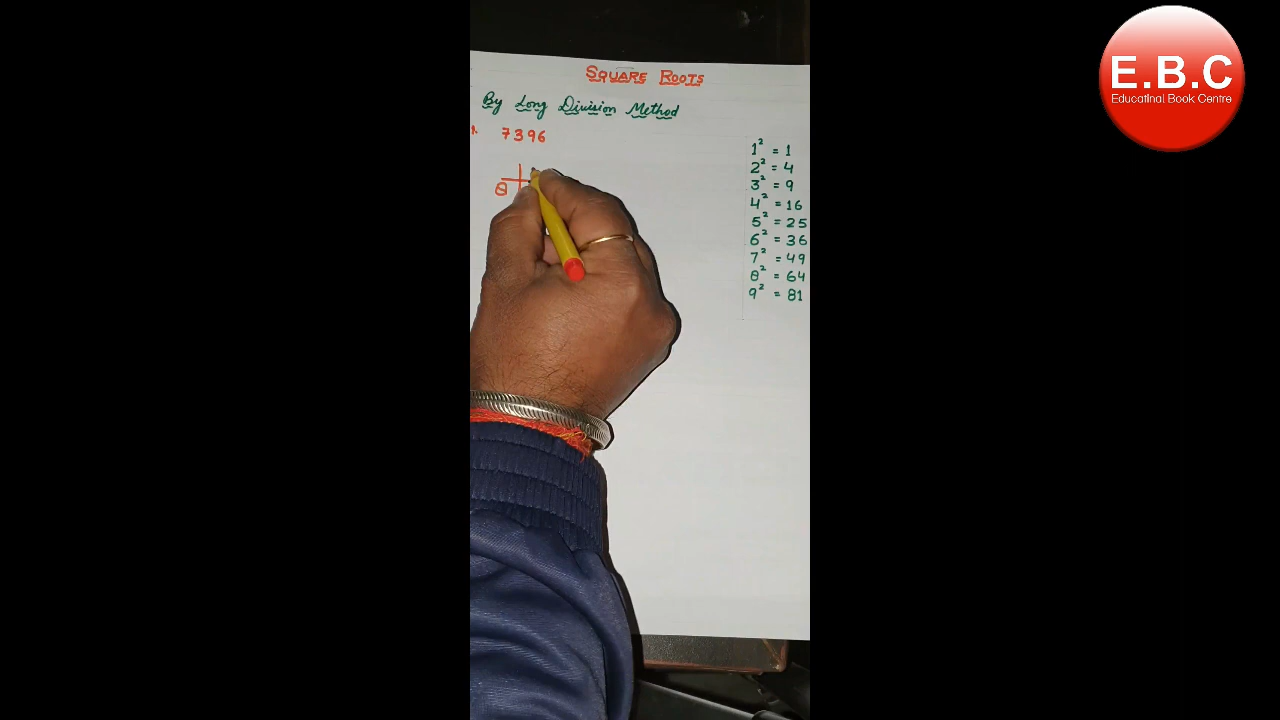 SQUARE ROOTS
By Long Division Method
1. 7396
8
1² = 1
2² = 4
3² = 9
4² = 16
5² = 25
6² = 36
7² = 49
8² = 64
9² = 81
E.B.C
Educatinal Book Centre